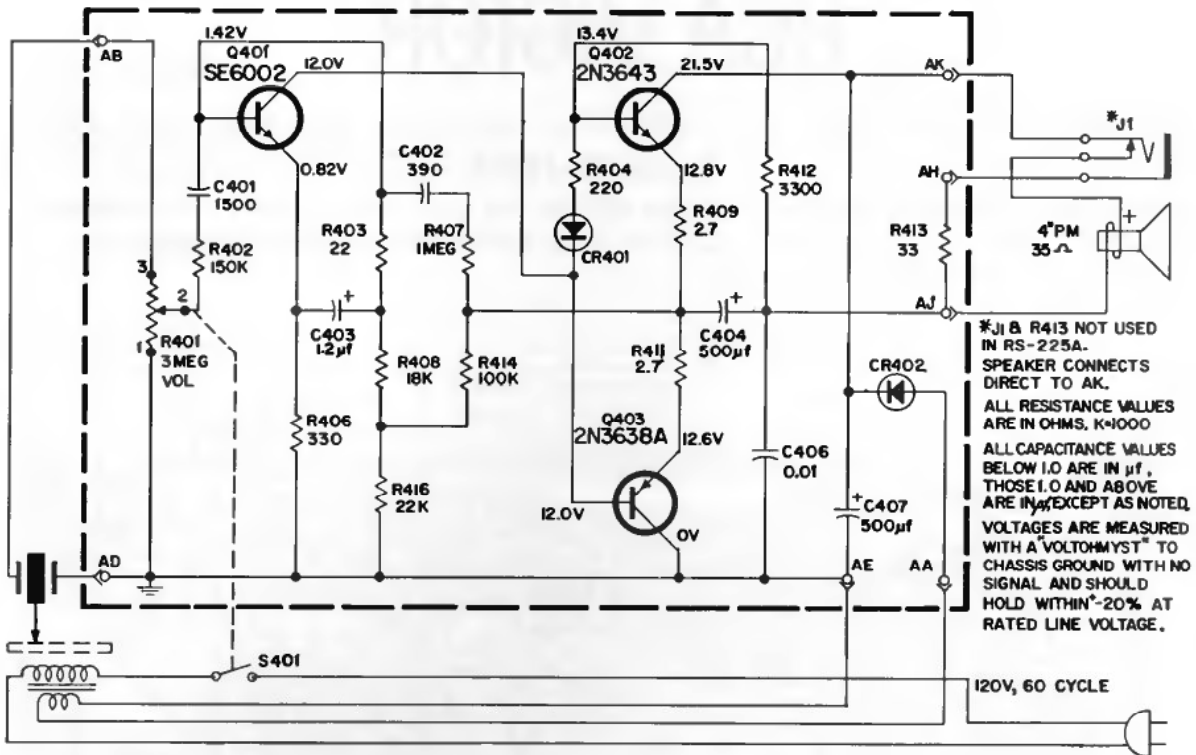 AB
1.42V
Q401
SE6002
12.0V
13.4V
Q402
2N3643
21.5V
AK
*J1
0.82V
C401
1500
C402
390
R404
220
12.8V
R412
3300
AH
R403
22
R407
1MEG
R409
2.7
R413
33
4"PM
35 Ω
+
R402
150K
CR401
3
2
1
R401
3MEG
VOL
+
C403
1.2µf
R408
18K
R414
100K
+
C404
500µf
R411
2.7
AJ
CR402
R406
330
Q403
2N3638A
12.6V
C406
0.01
R416
22K
12.0V
0V
+
C407
500µf
AD
AE
AA
*J1 & R413 NOT USED
IN RS-225A.
SPEAKER CONNECTS
DIRECT TO AK.
ALL RESISTANCE VALUES
ARE IN OHMS, K=1000
ALL CAPACITANCE VALUES
BELOW 1.0 ARE IN µf,
THOSE 1.0 AND ABOVE
ARE IN EXCEPT AS NOTED.
VOLTAGES ARE MEASURED
WITH A "VOLTOHMYST" TO
CHASSIS GROUND WITH NO
SIGNAL AND SHOULD
HOLD WITHIN +-20% AT
RATED LINE VOLTAGE.
S401
120V, 60 CYCLE